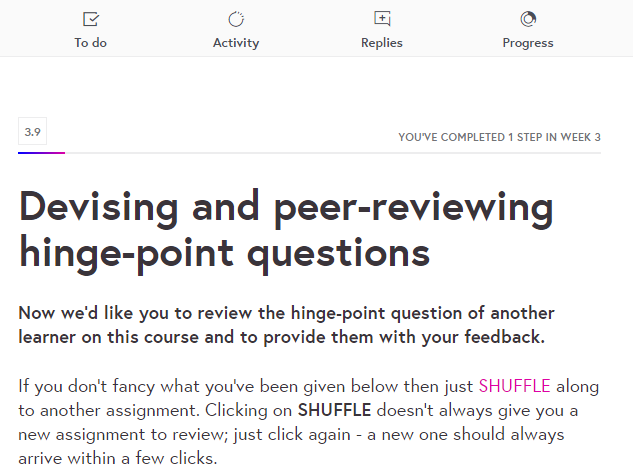 To do
Activity
Replies
Progress
3.9
YOU'VE COMPLETED 1 STEP IN WEEK 3
Devising and peer-reviewing
hinge-point questions
Now we'd like you to review the hinge-point question of another
learner on this course and to provide them with your feedback.
If you don't fancy what you've been given below then just SHUFFLE along
to another assignment. Clicking on SHUFFLE doesn't always give you a
new assignment to review; just click again - a new one should always
arrive within a few clicks.